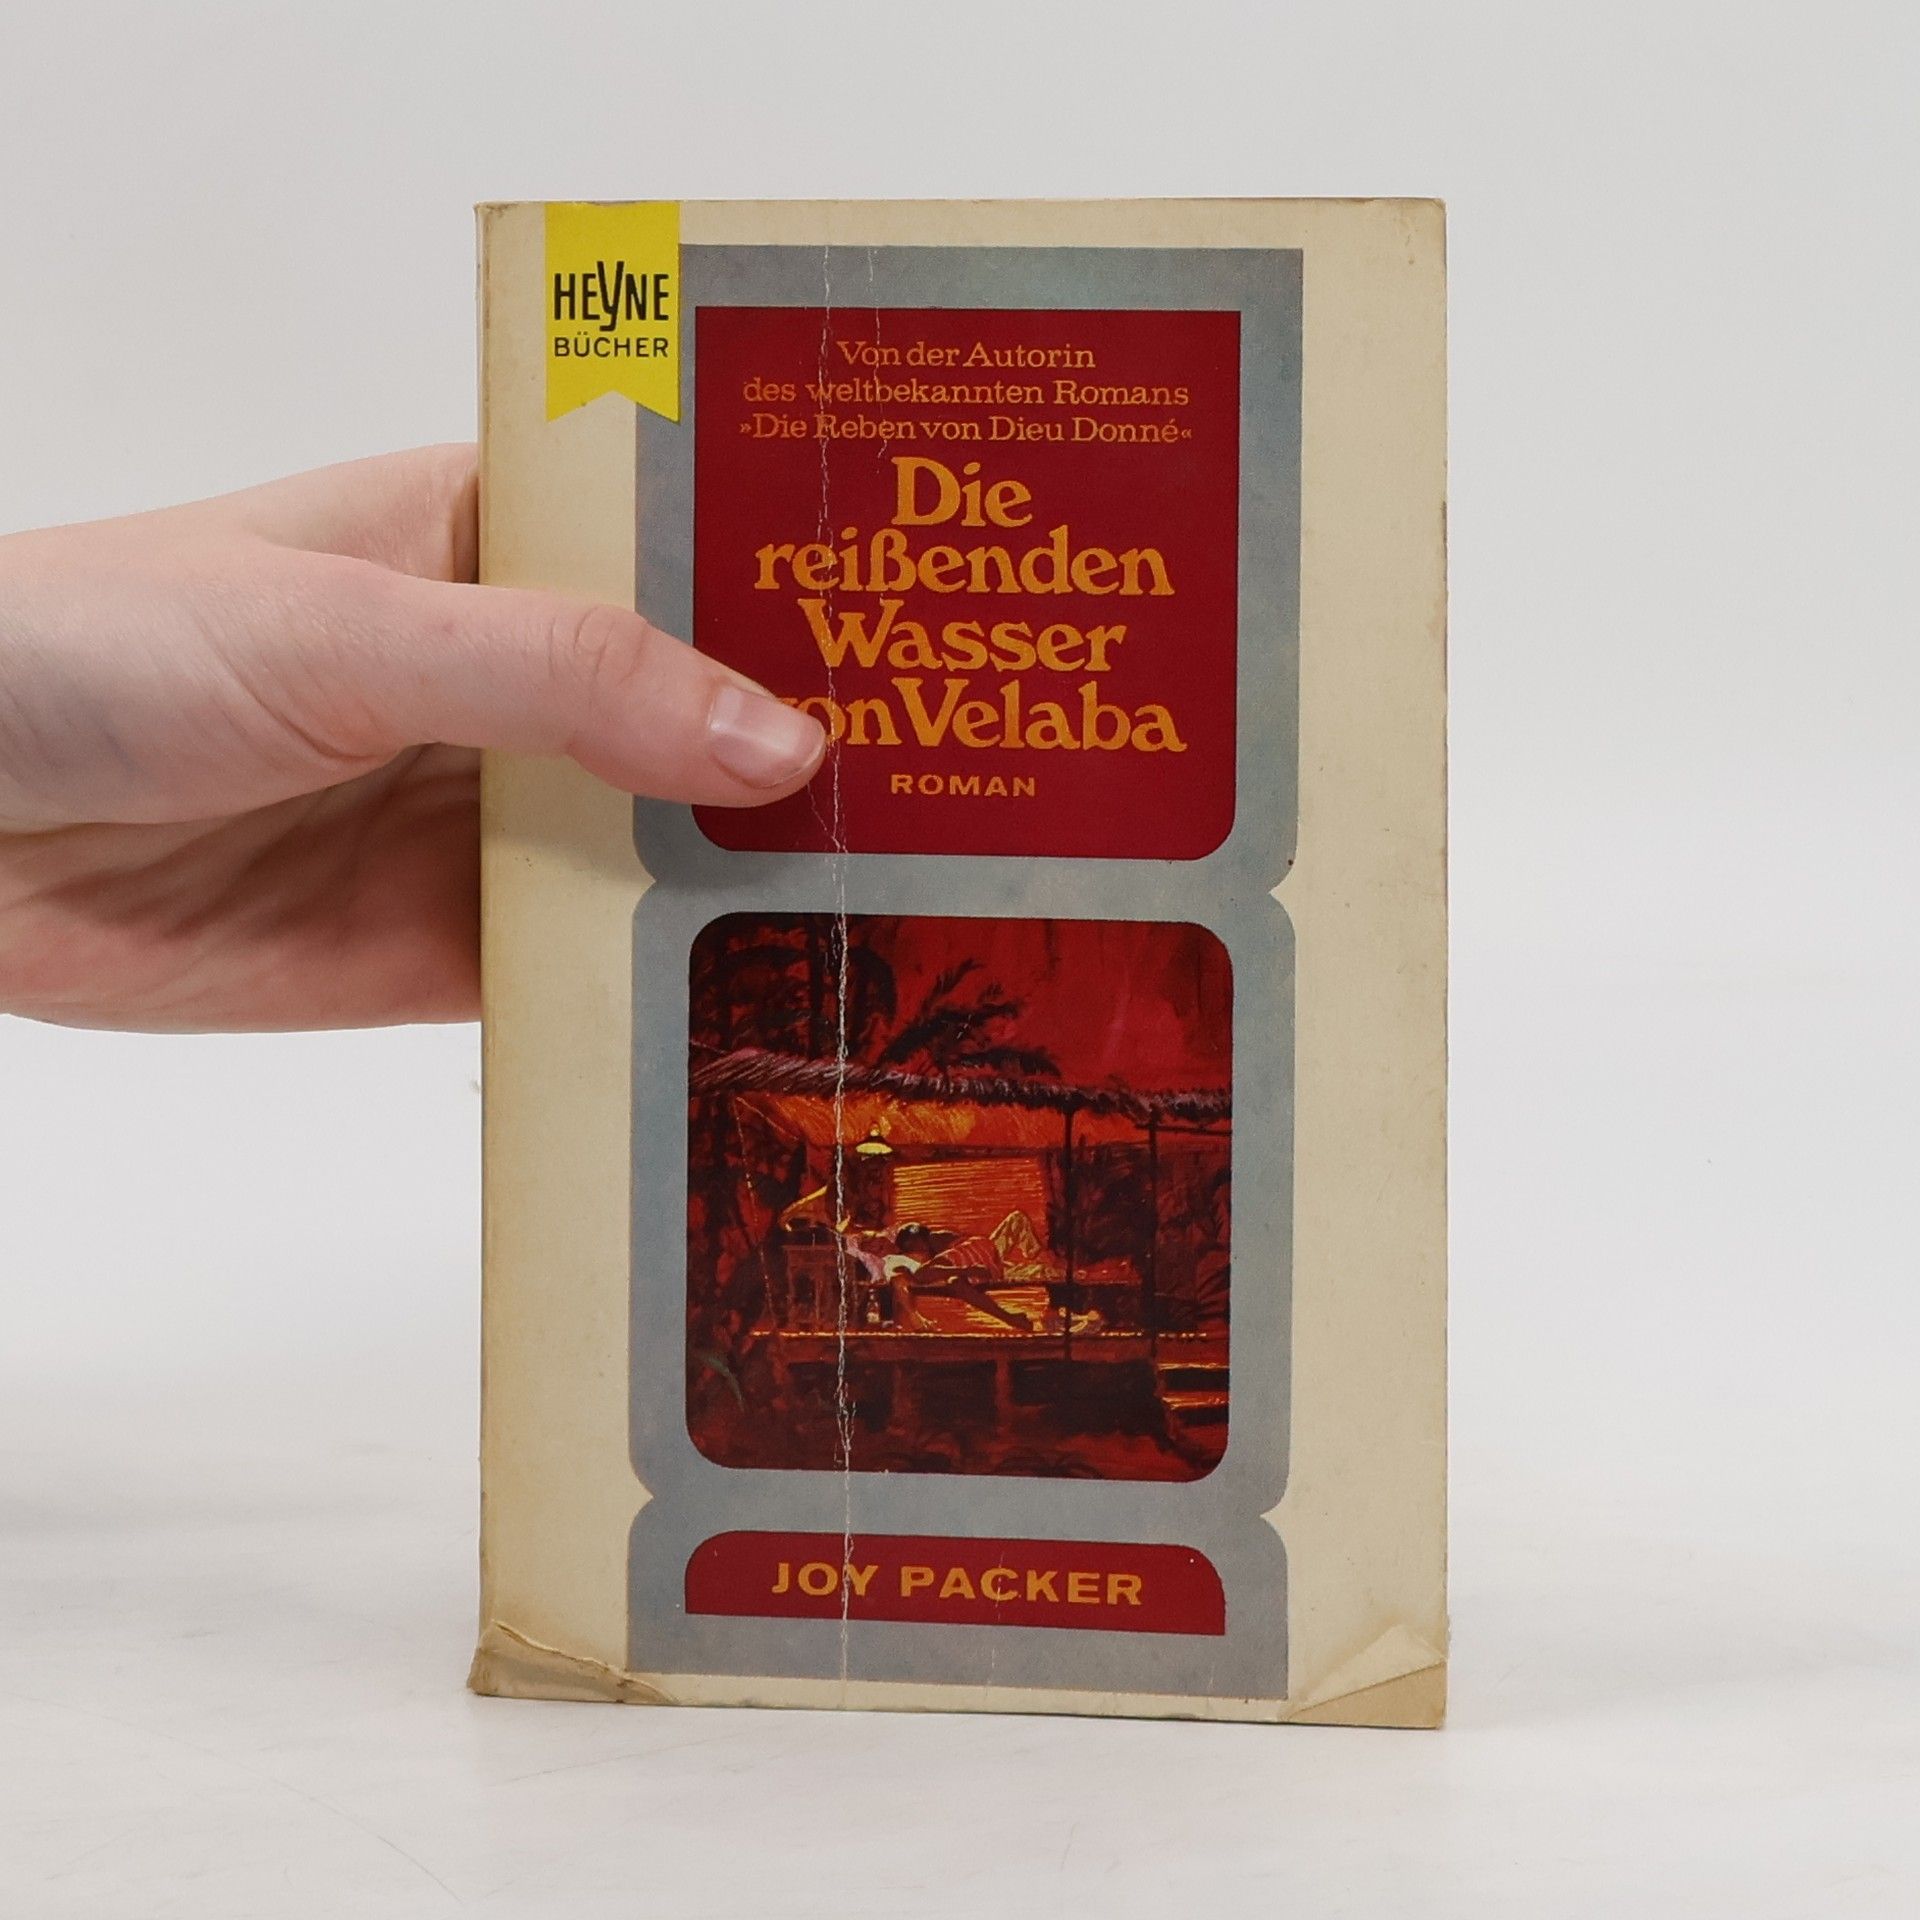 HEYNE
BÜCHER
Von der Autorin
des weltbekannten Romans
»Die Reben von Dieu Donné«
Die
reißenden
Wasser
von Velaba
ROMAN
JOY PACKER